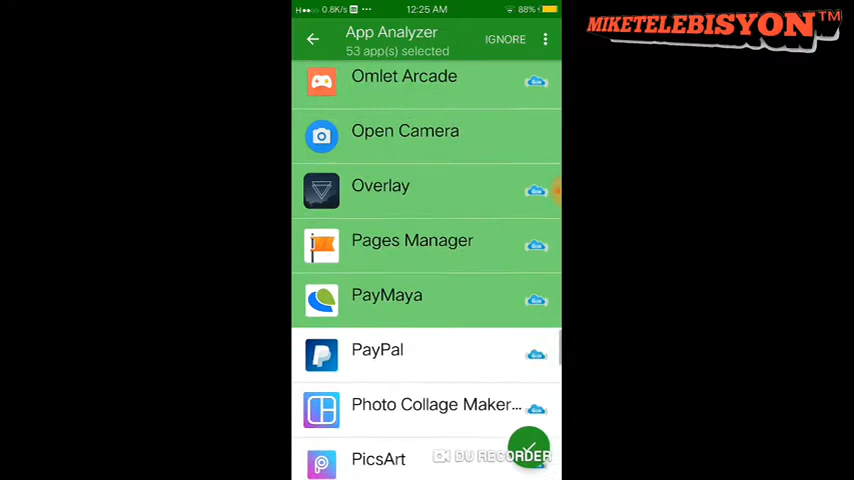 H●●○○ 0.8K/s ••• 12:25 AM 88%
MIKETELEBISYON™
App Analyzer
53 app(s) selected
IGNORE
Omlet Arcade
Open Camera
Overlay
Pages Manager
PayMaya
PayPal
Photo Collage Maker...
PicsArt
DU RECORDER